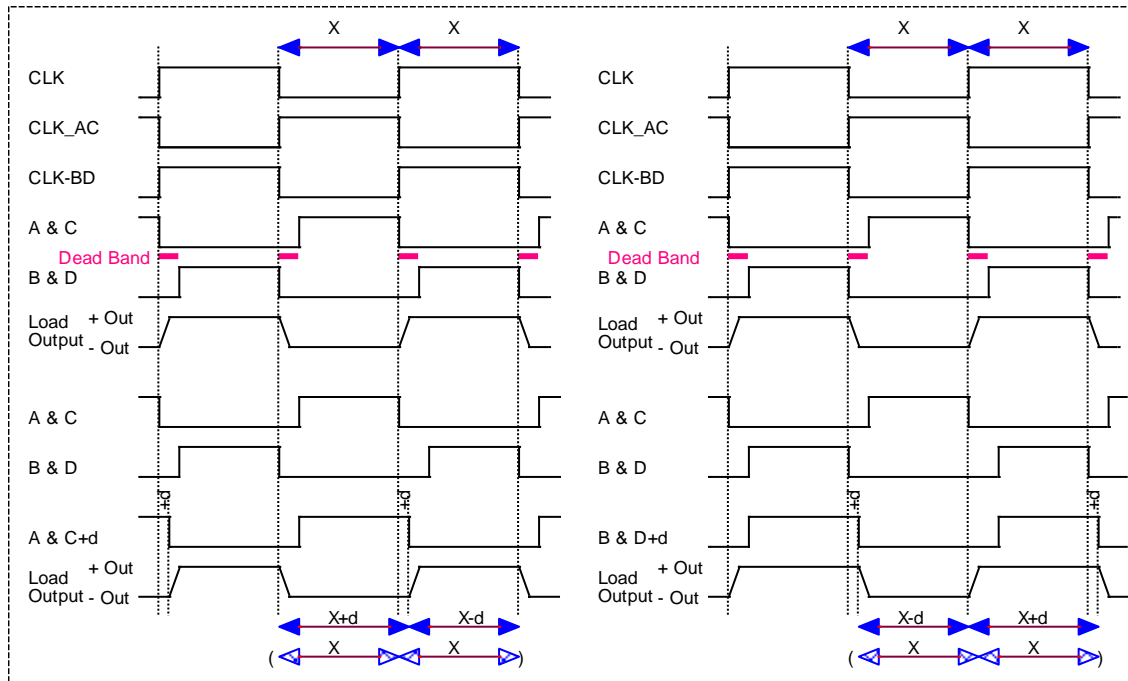 X X
CLK
CLK_AC
CLK-BD
A & C
Dead Band
B & D
Load Output + Out
- Out
A & C
B & D
+d +d
A & C+d
Load Output + Out
- Out
X+d X-d
( X X )
X X
CLK
CLK_AC
CLK-BD
A & C
Dead Band
B & D
Load Output + Out
- Out
A & C
B & D
+d +d
B & D+d
Load Output + Out
- Out
X-d X+d
( X X )